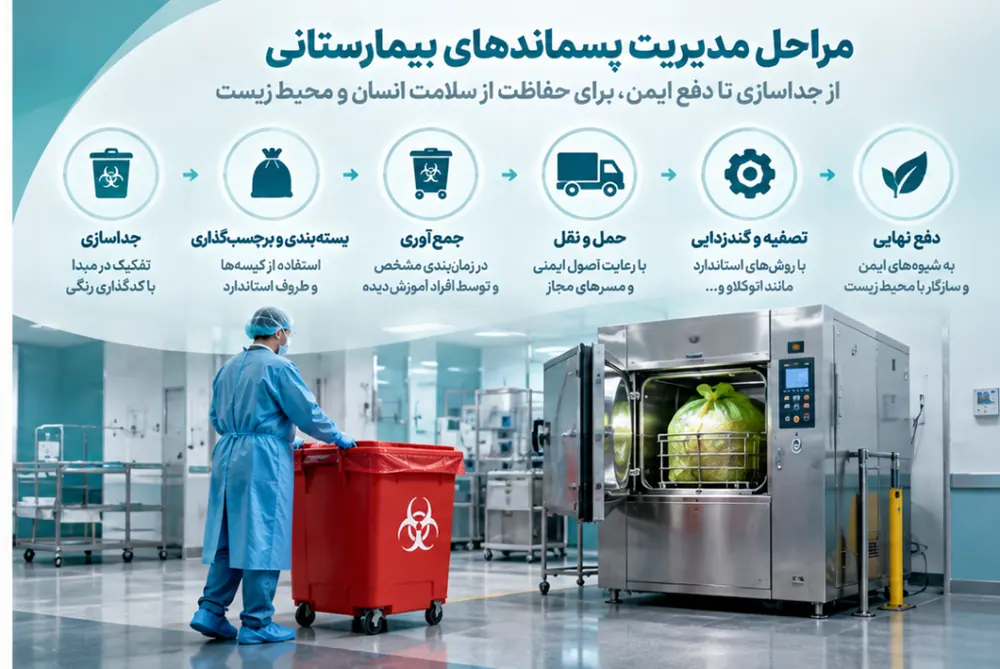 مراحل مدیریت پسماندهای بیمارستانی
از جداسازی تا دفع ایمن، برای حفاظت از سلامت انسان و محیط زیست
جداسازی
تفکیک در مبدا
با کدگذاری رنگی
بسته‌بندی و برچسب‌گذاری
استفاده از کیسه‌ها
و ظروف استاندارد
جمع‌آوری
در زمان‌بندی مشخص
و توسط افراد آموزش دیده
حمل و نقل
با رعایت اصول ایمنی
و مسرهای مجاز
تصفیه و گندزدایی
با روش‌های استاندارد
مانند اتوکلاو و...
دفع نهایی
به شیوه‌های ایمن
و سازگار با محیط زیست